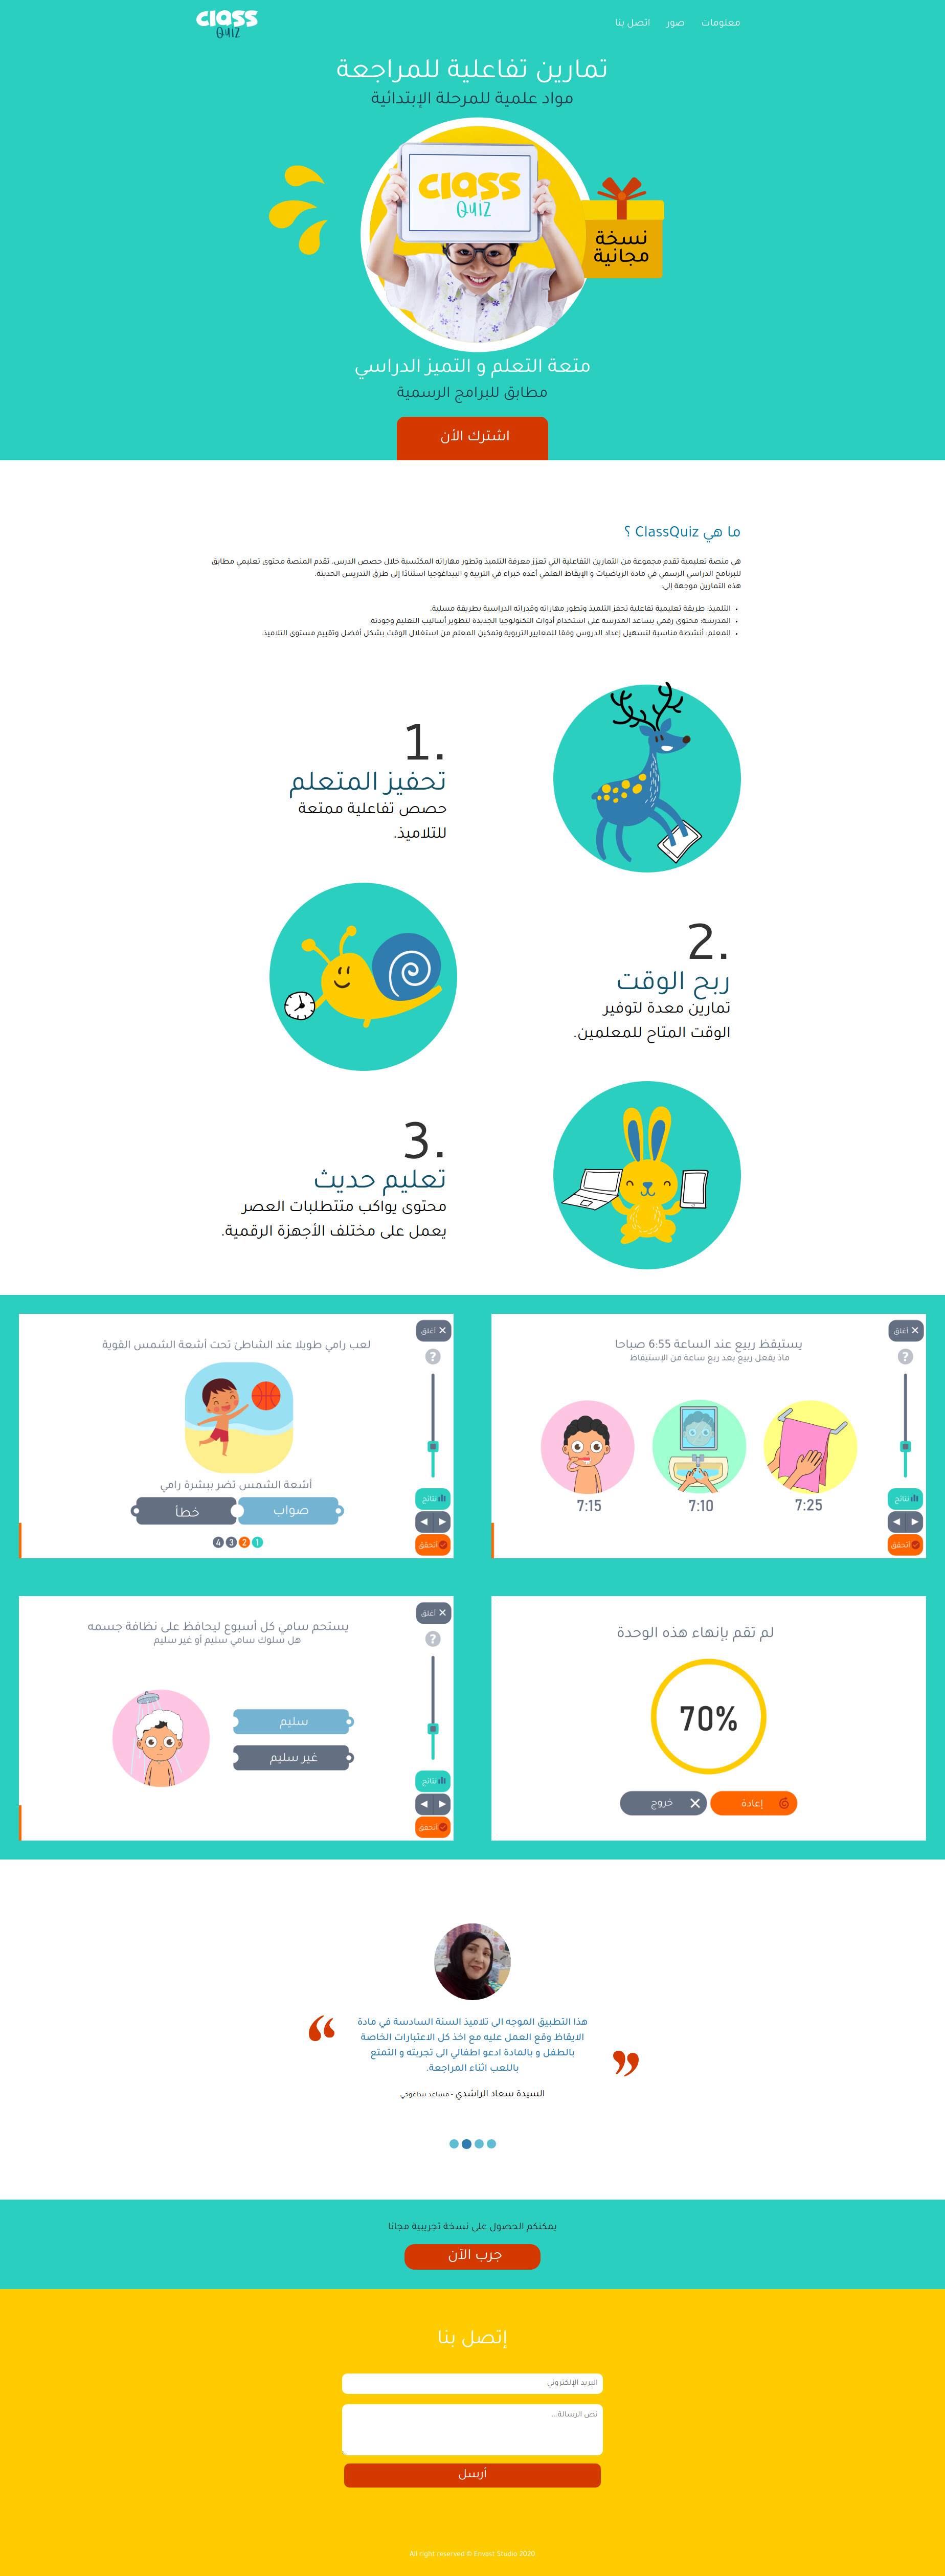 معلومات
صور
اتصل بنا
class
Quiz
تمارين تفاعلية للمراجعة
مواد علمية للمرحلة الإبتدائية
class
Quiz
نسخة
مجانية
متعة التعلم و التميز الدراسي
مطابق للبرامج الرسمية
اشترك الأن
ما هي ClassQuiz ؟
هي منصة تعليمية تقدم مجموعة من التمارين التفاعلية التي تعزز معرفة التلميذ وتطور مهاراته المكتسبة خلال حصص الدرس. تقدم المنصة محتوى تعليمي مطابق
للبرنامج الدراسي الرسمي في مادة الرياضيات و الإيقاظ العلمي أعده خبراء في التربية و البيداغوجيا استنادًا إلى طرق التدريس الحديثة.
هذه التمارين موجهة إلى:
• التلميذ: طريقة تعليمية تفاعلية تحفز التلميذ وتطور مهاراته وقدراته الدراسية بطريقة مسلية.
• المدرسة: محتوى رقمي يساعد المدرسة على استخدام أدوات التكنولوجيا الجديدة لتطوير أساليب التعليم وجودته.
• المعلم: أنشطة مناسبة لتسهيل إعداد الدروس وفقا للمعايير التربوية وتمكين المعلم من استغلال الوقت بشكل أفضل وتقييم مستوى التلاميذ.
1.
تحفيز المتعلم
حصص تفاعلية ممتعة
للتلاميذ.
2.
ربح الوقت
تمارين معدة لتوفير
الوقت المتاح للمعلمين.
3.
تعليم حديث
محتوى يواكب متتطلبات العصر
يعمل على مختلف الأجهزة الرقمية.
أغلق
يستيقظ ربيع عند الساعة 6:55 صباحا
ماذ يفعل ربيع بعد ربع ساعة من الإستيقاظ
?
7:25
7:10
7:15
نتائج
أتحقق
أغلق
لعب رامي طويلا عند الشاطئ تحت أشعة الشمس القوية
?
أشعة الشمس تضر ببشرة رامي
صواب
خطأ
نتائج
أتحقق
1 2 3 4
لم تقم بإنهاء هذه الوحدة
70%
إعادة
خروج
أغلق
يستحم سامي كل أسبوع ليحافظ على نظافة جسمه
هل سلوك سامي سليم أو غير سليم
?
سليم
غير سليم
نتائج
أتحقق
هذا التطبيق الموجه الى تلاميذ السنة السادسة في مادة
الايقاظ وقع العمل عليه مع اخذ كل الاعتبارات الخاصة
بالطفل و بالمادة ادعو اطفالي الى تجربته و التمتع
باللعب اثناء المراجعة.
السيدة سعاد الراشدي - مساعد بيداغوجي
يمكنكم الحصول على نسخة تجريبية مجانا
جرب الآن
إتصل بنا
البريد الإلكتروني
نص الرسالة...
أرسل
All right reserved © Envast Studio 2020